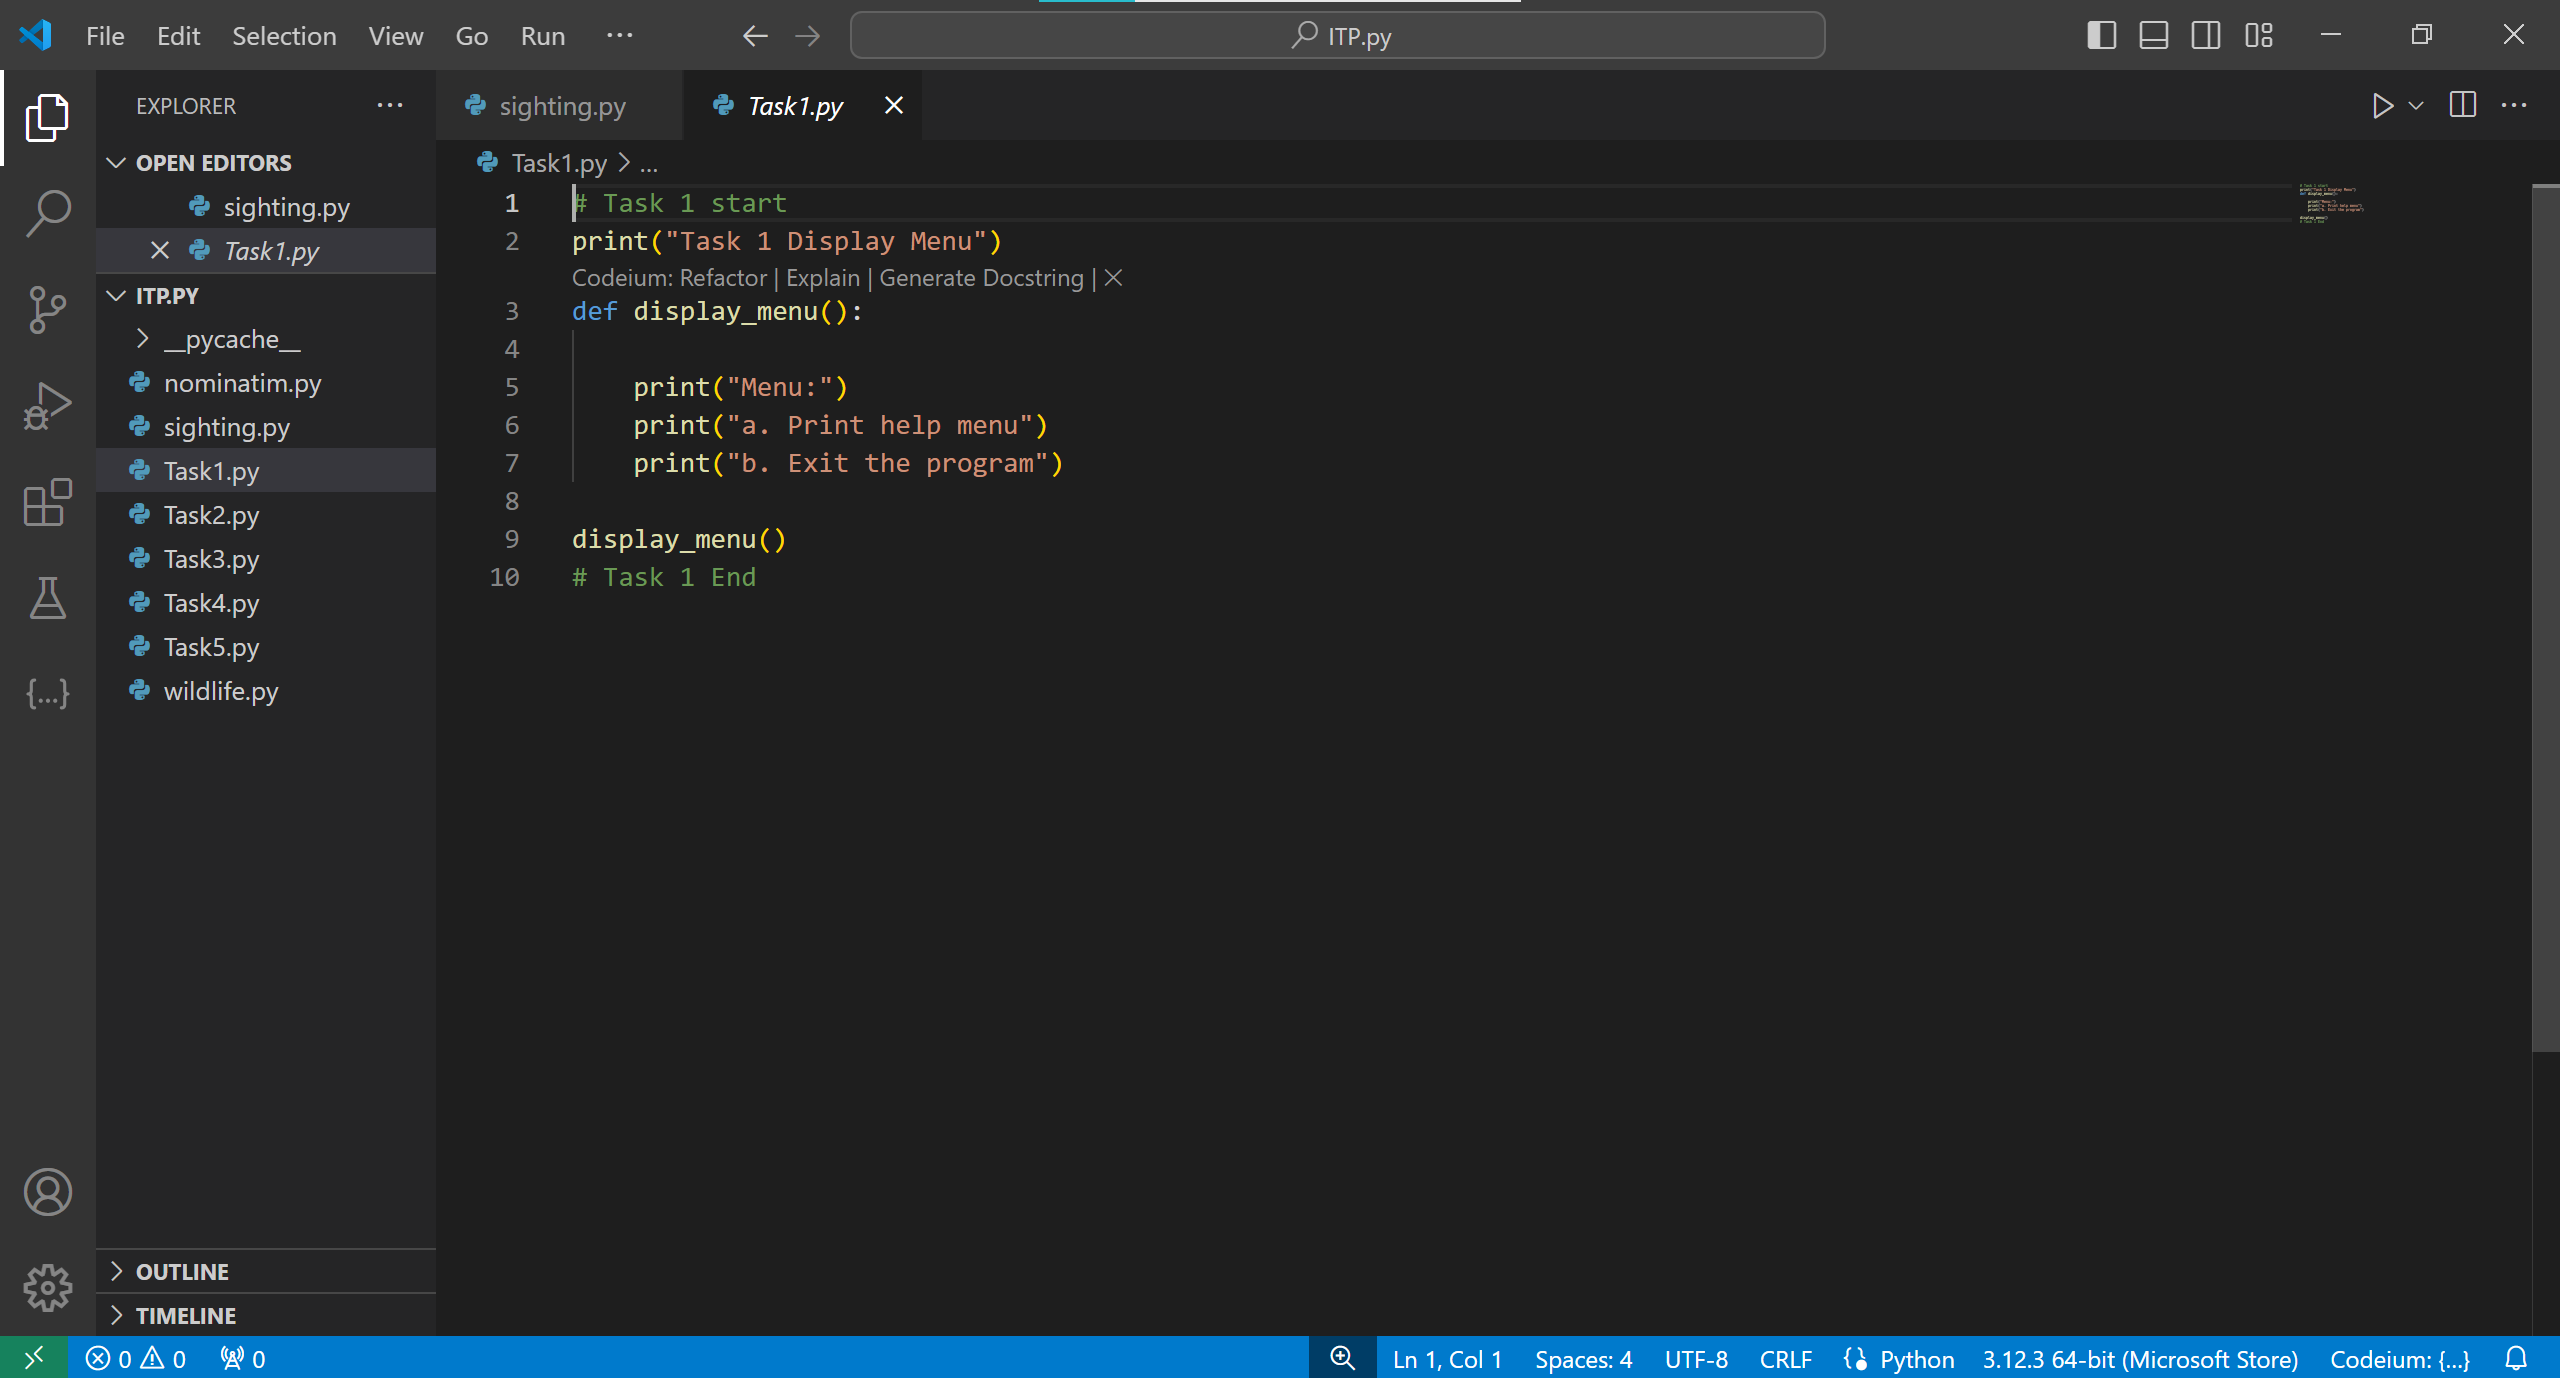 File Edit Selection View Go Run ...
ITP.py
EXPLORER ...
OPEN EDITORS
sighting.py
Task1.py
ITP.PY
__pycache__
nominatim.py
sighting.py
Task1.py
Task2.py
Task3.py
Task4.py
Task5.py
wildlife.py
OUTLINE
TIMELINE
sighting.py
Task1.py
Task1.py > ...
1 # Task 1 start
2 print("Task 1 Display Menu")
Codeium: Refactor | Explain | Generate Docstring | ✕
3 def display_menu():
4
5 print("Menu:")
6 print("a. Print help menu")
7 print("b. Exit the program")
8
9 display_menu()
10 # Task 1 End
0 0 0 Ln 1, Col 1 Spaces: 4 UTF-8 CRLF Python 3.12.3 64-bit (Microsoft Store) Codeium: {...}